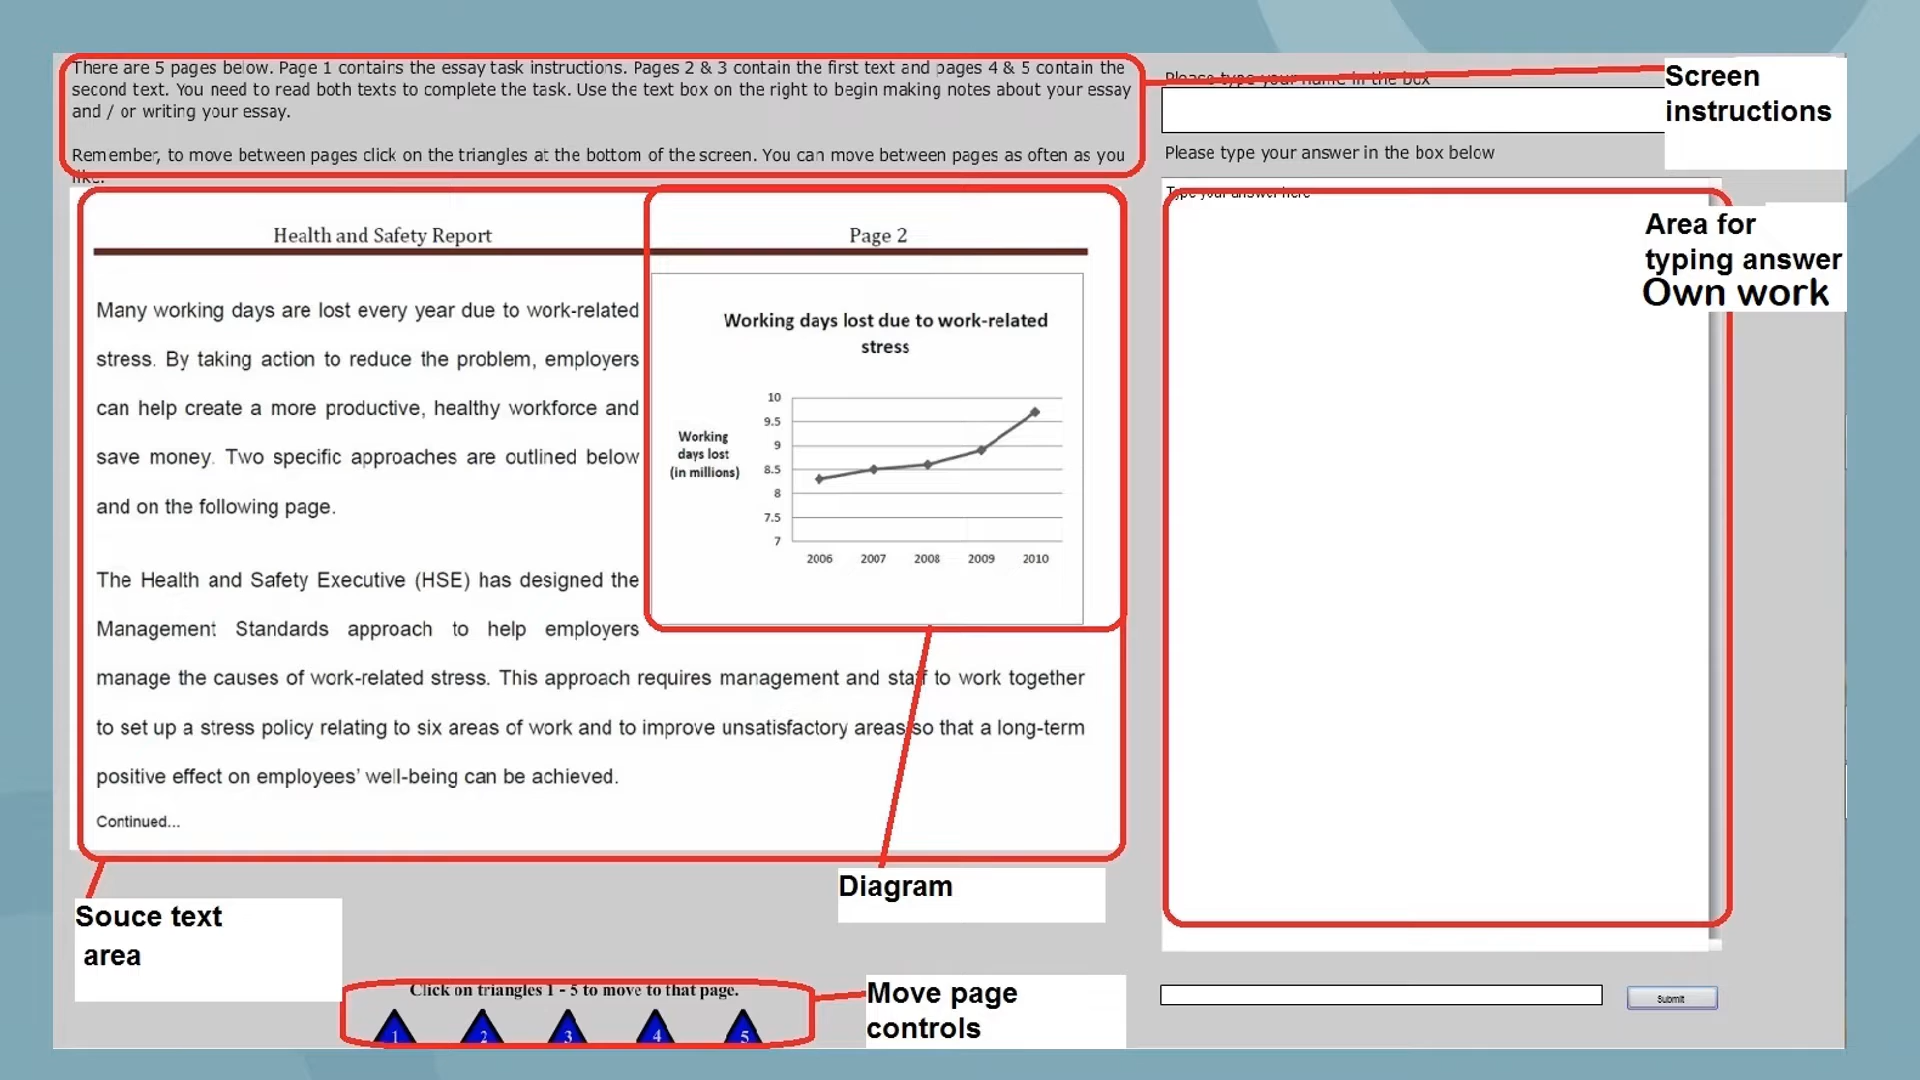 There are 5 pages below. Page 1 contains the essay task instructions. Pages 2 & 3 contain the first text and pages 4 & 5 contain the
second text. You need to read both texts to complete the task. Use the text box on the right to begin making notes about your essay
and / or writing your essay.
Remember, to move between pages click on the triangles at the bottom of the screen. You can move between pages as often as you
like.
Please type your name in the box
Screen
instructions
Please type your answer in the box below
Type your answer here
Area for
typing answer
Own work
Health and Safety Report
Page 2
Many working days are lost every year due to work-related
stress. By taking action to reduce the problem, employers
can help create a more productive, healthy workforce and
save money. Two specific approaches are outlined below
and on the following page.
The Health and Safety Executive (HSE) has designed the
Management Standards approach to help employers
manage the causes of work-related stress. This approach requires management and staff to work together
to set up a stress policy relating to six areas of work and to improve unsatisfactory areas so that a long-term
positive effect on employees' well-being can be achieved.
Continued...
Working days lost due to work-related
stress
Working
days lost
(in millions)
10
9.5
9
8.5
8
7.5
7
2006 2007 2008 2009 2010
Diagram
Souce text
area
Click on triangles 1 - 5 to move to that page.
1 2 3 4 5
Move page
controls
Submit